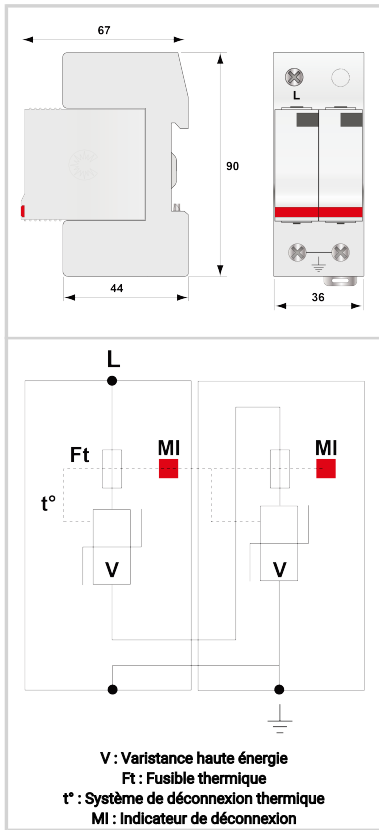 67
L
90
44
36
L
Ft
MI
MI
t°
V
V
V : Varistance haute énergie
Ft : Fusible thermique
t° : Système de déconnexion thermique
MI : Indicateur de déconnexion